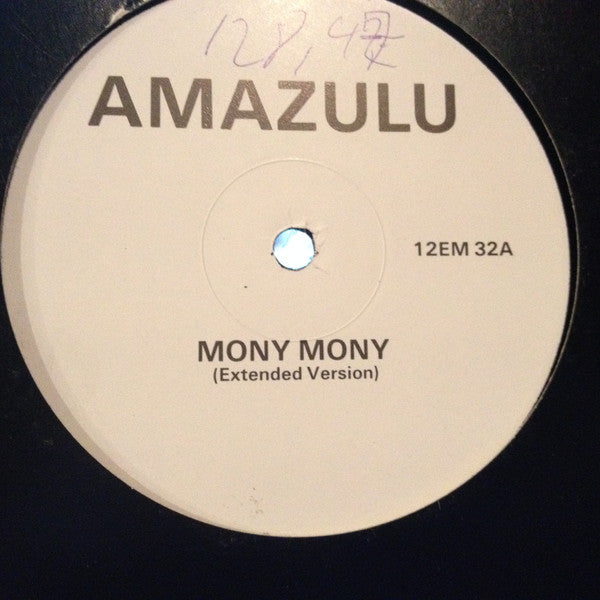 128,47
AMAZULU
12EM 32A
MONY MONY
(Extended Version)